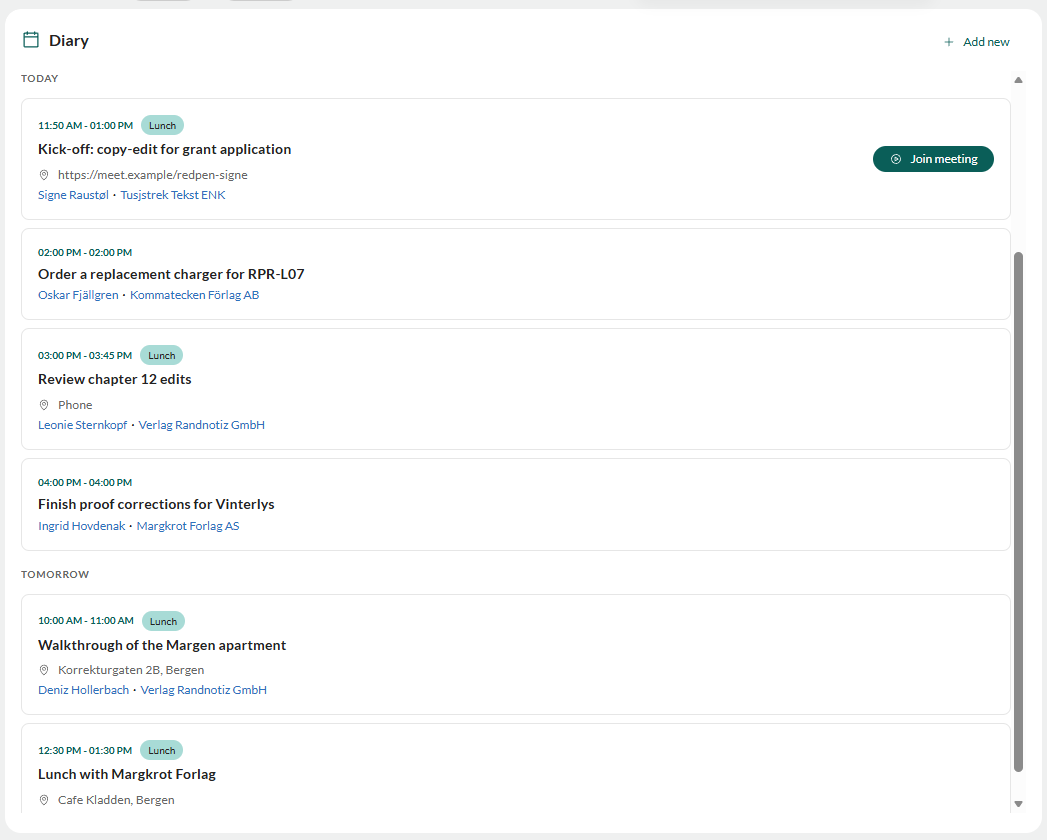 Diary
+ Add new
TODAY
11:50 AM - 01:00 PM Lunch
Kick-off: copy-edit for grant application
https://meet.example/redpen-signe
Join meeting
Signe Raustøl · Tusjstrek Tekst ENK
02:00 PM - 02:00 PM
Order a replacement charger for RPR-L07
Oskar Fjällgren · Kommatecken Förlag AB
03:00 PM - 03:45 PM Lunch
Review chapter 12 edits
Phone
Leonie Sternkopf · Verlag Randnotiz GmbH
04:00 PM - 04:00 PM
Finish proof corrections for Vinterlys
Ingrid Hovdenak · Margkrot Forlag AS
TOMORROW
10:00 AM - 11:00 AM Lunch
Walkthrough of the Margen apartment
Korrekturgaten 2B, Bergen
Deniz Hollerbach · Verlag Randnotiz GmbH
12:30 PM - 01:30 PM Lunch
Lunch with Margkrot Forlag
Cafe Kladden, Bergen